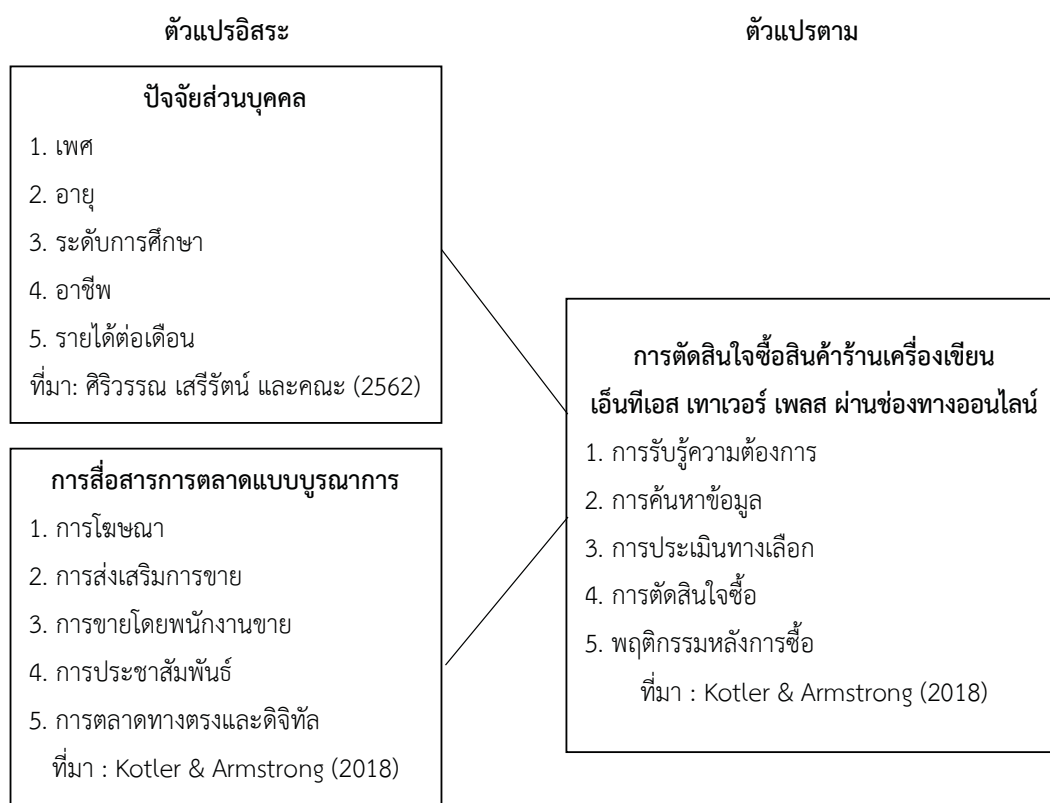 ตัวแปรอิสระ
ตัวแปรตาม
ปัจจัยส่วนบุคคล
1. เพศ
2. อายุ
3. ระดับการศึกษา
4. อาชีพ
5. รายได้ต่อเดือน
ที่มา: ศิริวรรณ เสรีรัตน์ และคณะ (2562)
การสื่อสารการตลาดแบบบูรณาการ
1. การโฆษณา
2. การส่งเสริมการขาย
3. การขายโดยพนักงานขาย
4. การประชาสัมพันธ์
5. การตลาดทางตรงและดิจิทัล
ที่มา : Kotler & Armstrong (2018)
การตัดสินใจซื้อสินค้าร้านเครื่องเขียน
เอ็นทีเอส เทาเวอร์ เพลส ผ่านช่องทางออนไลน์
1. การรับรู้ความต้องการ
2. การค้นหาข้อมูล
3. การประเมินทางเลือก
4. การตัดสินใจซื้อ
5. พฤติกรรมหลังการซื้อ
ที่มา : Kotler & Armstrong (2018)